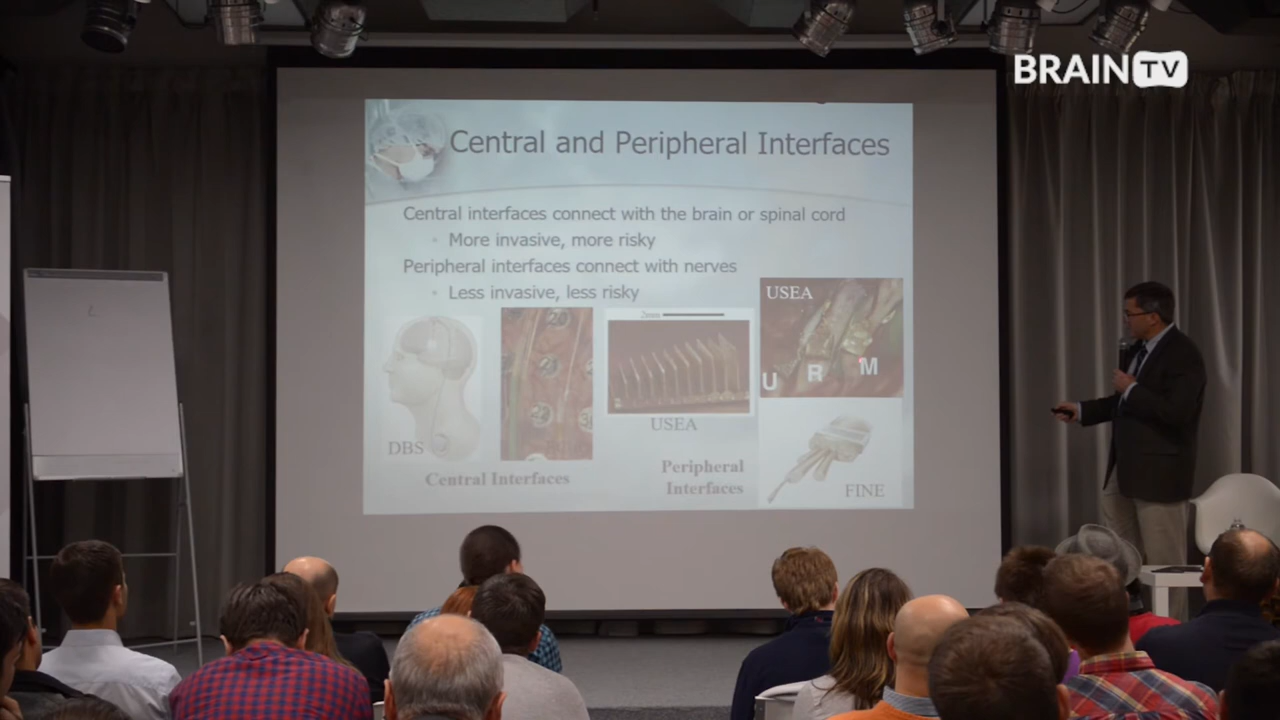 BRAIN TV
Central and Peripheral Interfaces
Central interfaces connect with the brain or spinal cord
• More invasive, more risky
Peripheral interfaces connect with nerves
• Less invasive, less risky
USEA
2mm
U R M
DBS
USEA
Central Interfaces
Peripheral
Interfaces
FINE